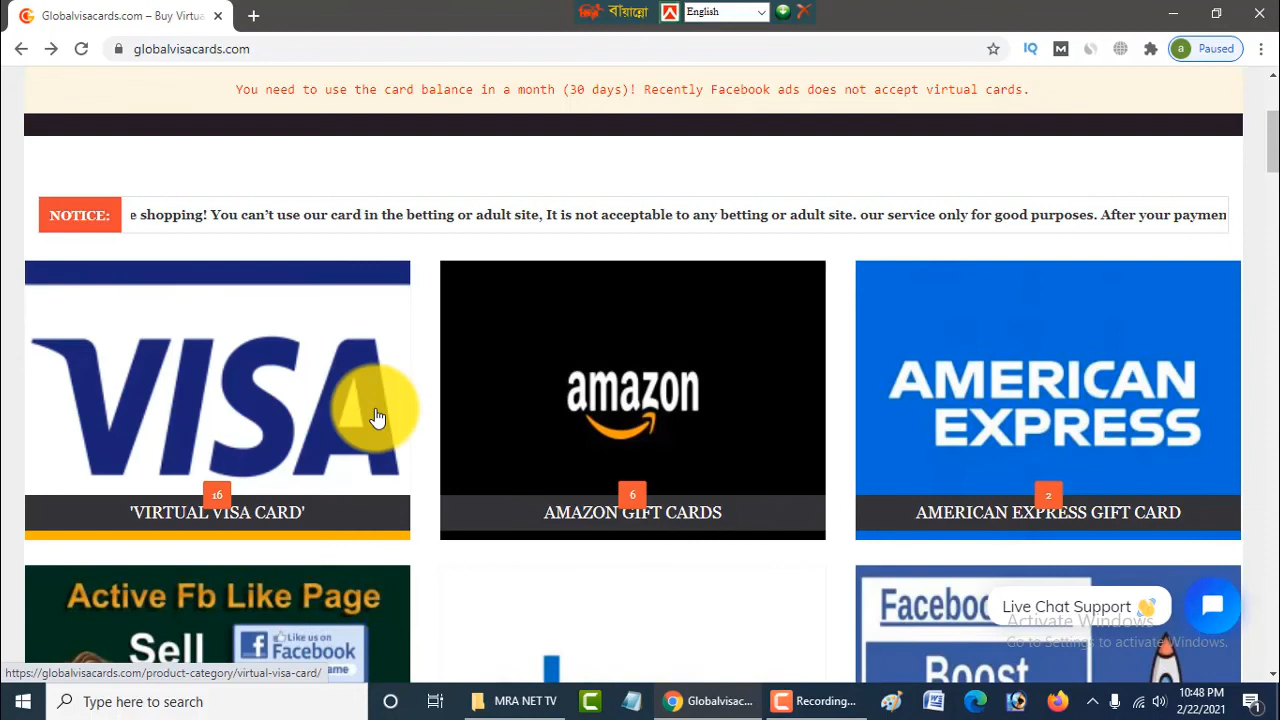 Globalvisacards.com – Buy Virtua
বায়ান্নো
English
globalvisacards.com
IQ
M
a
Paused
You need to use the card balance in a month (30 days)! Recently Facebook ads does not accept virtual cards.
NOTICE:
e shopping! You can't use our card in the betting or adult site, It is not acceptable to any betting or adult site. our service only for good purposes. After your paymen
VISA
amazon
AMERICAN
EXPRESS
16
6
2
'VIRTUAL VISA CARD'
AMAZON GIFT CARDS
AMERICAN EXPRESS GIFT CARD
Active Fb Like Page
Sell
Like us on
Facebook
Facebo
Boost
Live Chat Support 👋
Activate Windows
Go to Settings to activate Windows.
https://globalvisacards.com/product-category/virtual-visa-card/
Type here to search
MRA NET TV
Globalvisac...
Recording...
10:48 PM
2/22/2021